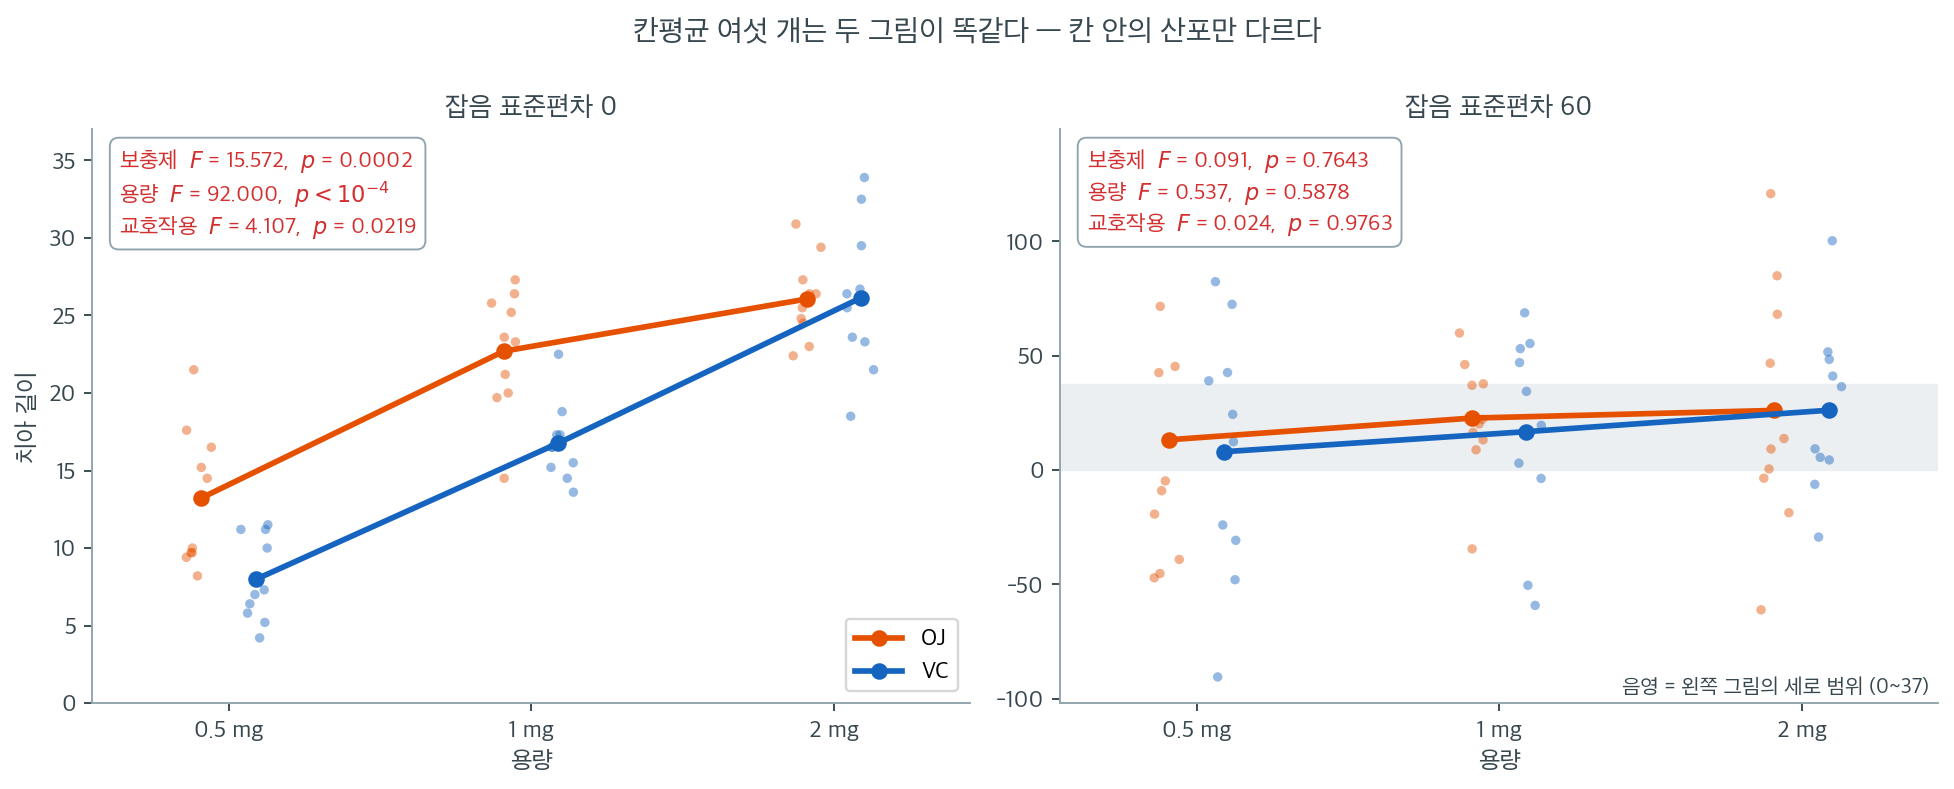 칸평균 여섯 개는 두 그림이 똑같다 — 칸 안의 산포만 다르다
잡음 표준편차 0
보충제 F = 15.572, p = 0.0002
용량 F = 92.000, p < 10⁻⁴
교호작용 F = 4.107, p = 0.0219
치아 길이
35
30
25
20
15
10
5
0
OJ
VC
0.5 mg
1 mg
2 mg
용량
잡음 표준편차 60
보충제 F = 0.091, p = 0.7643
용량 F = 0.537, p = 0.5878
교호작용 F = 0.024, p = 0.9763
100
50
0
-50
-100
음영 = 왼쪽 그림의 세로 범위 (0~37)
0.5 mg
1 mg
2 mg
용량